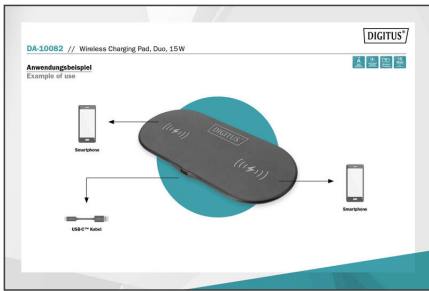 DIGITUS®
DA-10082 // Wireless Charging Pad, Duo, 15W
Anwendungsbeispiel
Example of use
DIGITUS®
Smartphone
Smartphone
USB-C™ Kabel